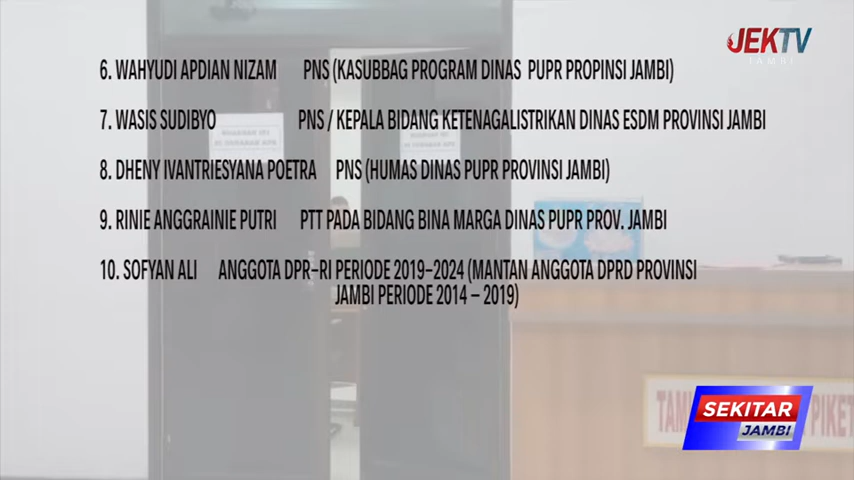 JEKTV
JAMBI
6. WAHYUDI APDIAN NIZAM PNS (KASUBBAG PROGRAM DINAS PUPR PROPINSI JAMBI)
7. WASIS SUDIBYO PNS / KEPALA BIDANG KETENAGALISTRIKAN DINAS ESDM PROVINSI JAMBI
8. DHENY IVANTRIESYANA POETRA PNS (HUMAS DINAS PUPR PROVINSI JAMBI)
9. RINIE ANGGRAINIE PUTRI PTT PADA BIDANG BINA MARGA DINAS PUPR PROV. JAMBI
10. SOFYAN ALI ANGGOTA DPR-RI PERIODE 2019-2024 (MANTAN ANGGOTA DPRD PROVINSI
JAMBI PERIODE 2014 – 2019)
PIKET
SEKITAR
JAMBI